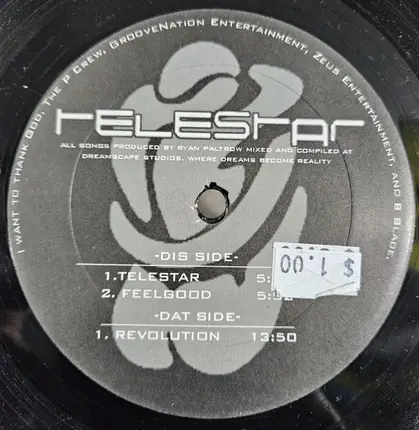 I WANT TO THANK GOD, THE P CREW, GROOVENATION ENTERTAINMENT, ZEUS ENTERTAINMENT, AND B BLADE.
TELESTAR
ALL SONGS PRODUCED BY RYAN PALTROW MIXED AND COMPILED AT
DREAMSCAPE STUDIOS. WHERE DREAMS BECOME REALITY
-DIS SIDE-
1.TELESTAR 5:
2. FEELGOOD 5:
$ 1.00
-DAT SIDE-
1. REVOLUTION 13:50